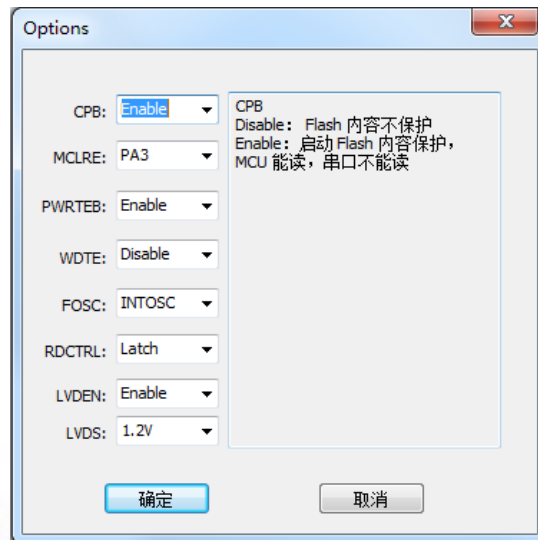 Options
CPB: Enable
MCLRE: PA3
PWRTEB: Enable
WDTE: Disable
FOSC: INTOSC
RDCTRL: Latch
LVDEN: Enable
LVDS: 1.2V
CPB
Disable： Flash 内容不保护
Enable：启动 Flash 内容保护，
MCU 能读，串口不能读
确定
取消